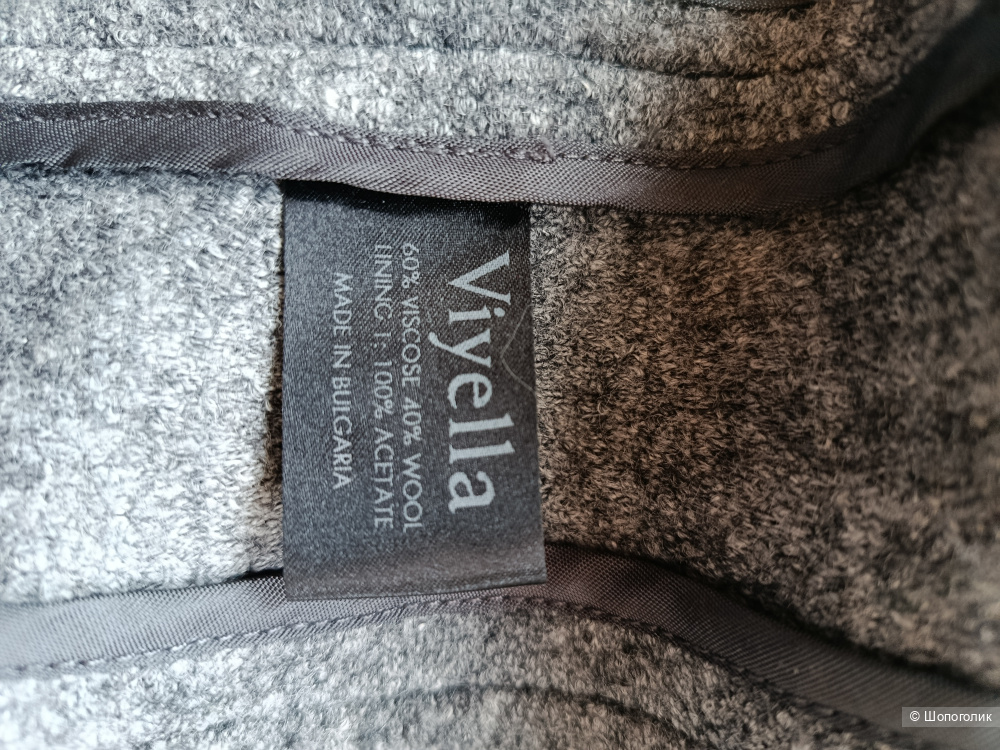 Viyella
60% VISCOSE 40% WOOL
LINING 1: 100% ACETATE
MADE IN BULGARIA
© Шопоголик